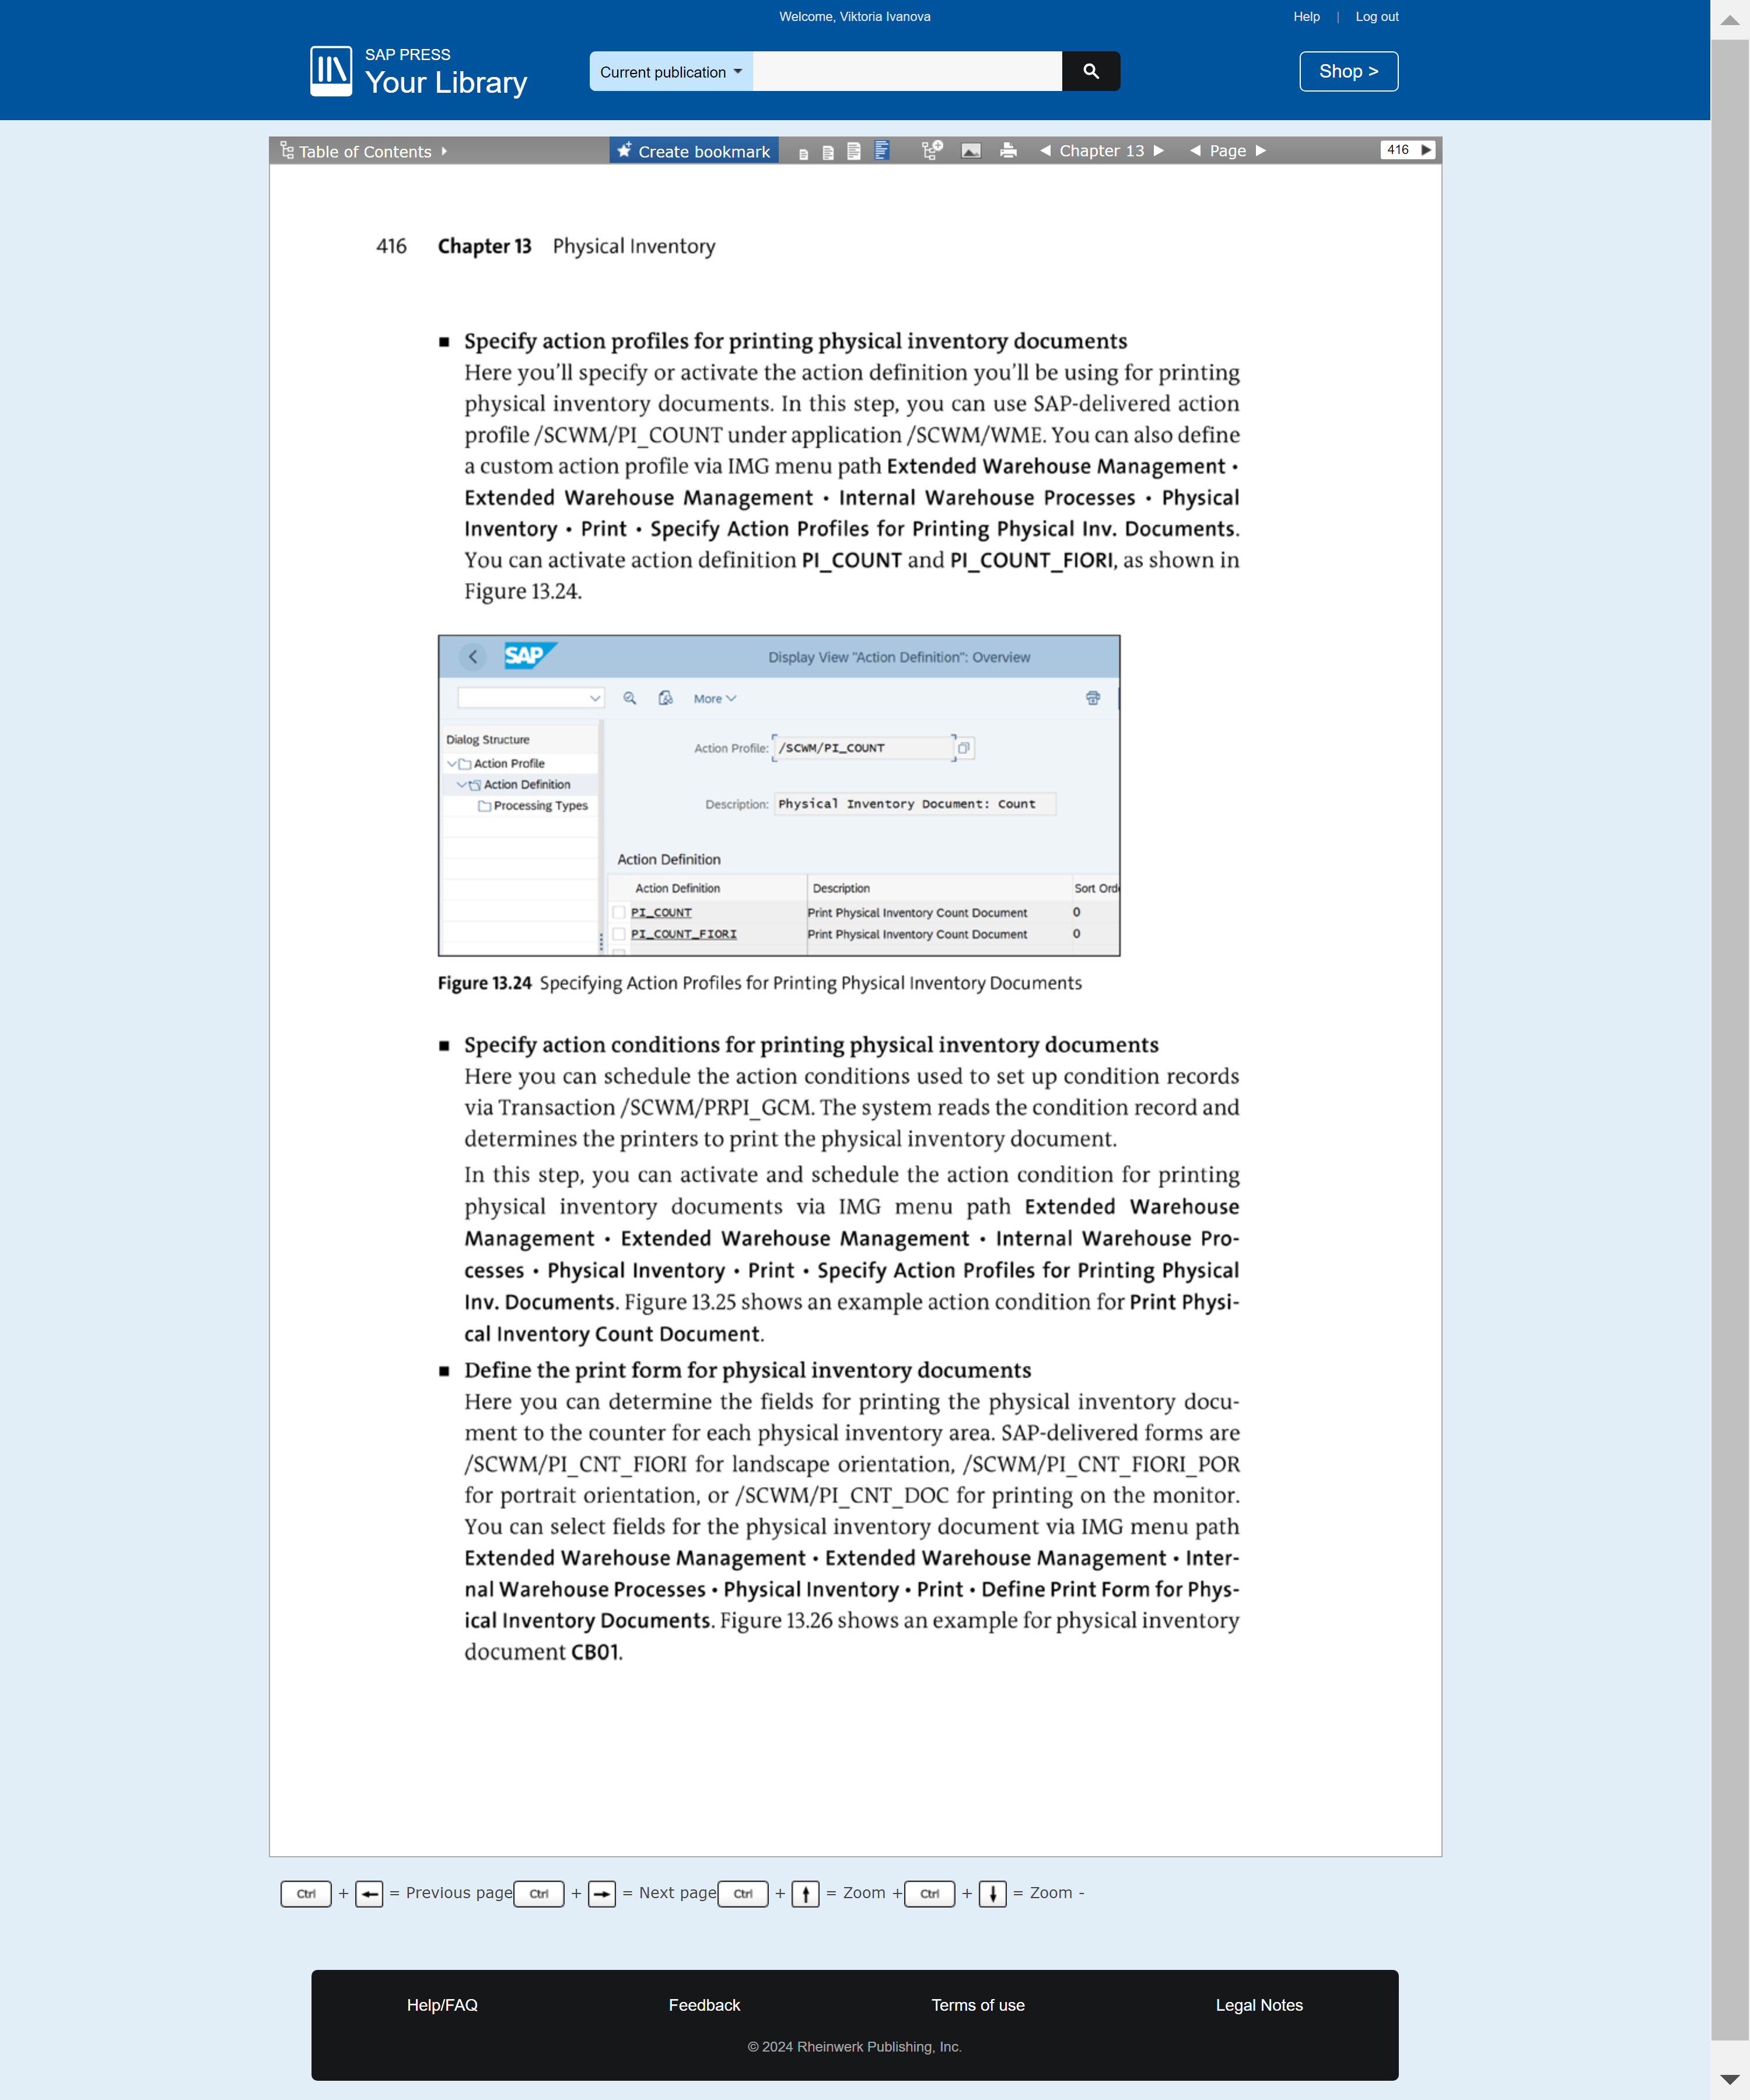 Welcome, Viktoria Ivanova
Help | Log out
SAP PRESS
Your Library
Current publication
Shop >
Table of Contents
Create bookmark
Chapter 13
Page
416
416 Chapter 13 Physical Inventory
■ Specify action profiles for printing physical inventory documents
Here you’ll specify or activate the action definition you’ll be using for printing
physical inventory documents. In this step, you can use SAP-delivered action
profile /SCWM/PI_COUNT under application /SCWM/WME. You can also define
a custom action profile via IMG menu path Extended Warehouse Management •
Extended Warehouse Management • Internal Warehouse Processes • Physical
Inventory • Print • Specify Action Profiles for Printing Physical Inv. Documents.
You can activate action definition PI_COUNT and PI_COUNT_FIORI, as shown in
Figure 13.24.
SAP
Display View "Action Definition": Overview
More
Dialog Structure
Action Profile
Action Definition
Processing Types
Action Profile: /SCWM/PI_COUNT
Description: Physical Inventory Document: Count
Action Definition
Action Definition Description Sort Orde
PI_COUNT Print Physical Inventory Count Document 0
PI_COUNT_FIORI Print Physical Inventory Count Document 0
Figure 13.24 Specifying Action Profiles for Printing Physical Inventory Documents
■ Specify action conditions for printing physical inventory documents
Here you can schedule the action conditions used to set up condition records
via Transaction /SCWM/PRPI_GCM. The system reads the condition record and
determines the printers to print the physical inventory document.
In this step, you can activate and schedule the action condition for printing
physical inventory documents via IMG menu path Extended Warehouse
Management • Extended Warehouse Management • Internal Warehouse Pro-
cesses • Physical Inventory • Print • Specify Action Profiles for Printing Physical
Inv. Documents. Figure 13.25 shows an example action condition for Print Physi-
cal Inventory Count Document.
■ Define the print form for physical inventory documents
Here you can determine the fields for printing the physical inventory docu-
ment to the counter for each physical inventory area. SAP-delivered forms are
/SCWM/PI_CNT_FIORI for landscape orientation, /SCWM/PI_CNT_FIORI_POR
for portrait orientation, or /SCWM/PI_CNT_DOC for printing on the monitor.
You can select fields for the physical inventory document via IMG menu path
Extended Warehouse Management • Extended Warehouse Management • Inter-
nal Warehouse Processes • Physical Inventory • Print • Define Print Form for Phys-
ical Inventory Documents. Figure 13.26 shows an example for physical inventory
document CB01.
Ctrl + ← = Previous page Ctrl + → = Next page Ctrl + ↑ = Zoom + Ctrl + ↓ = Zoom -
Help/FAQ Feedback Terms of use Legal Notes
© 2024 Rheinwerk Publishing, Inc.